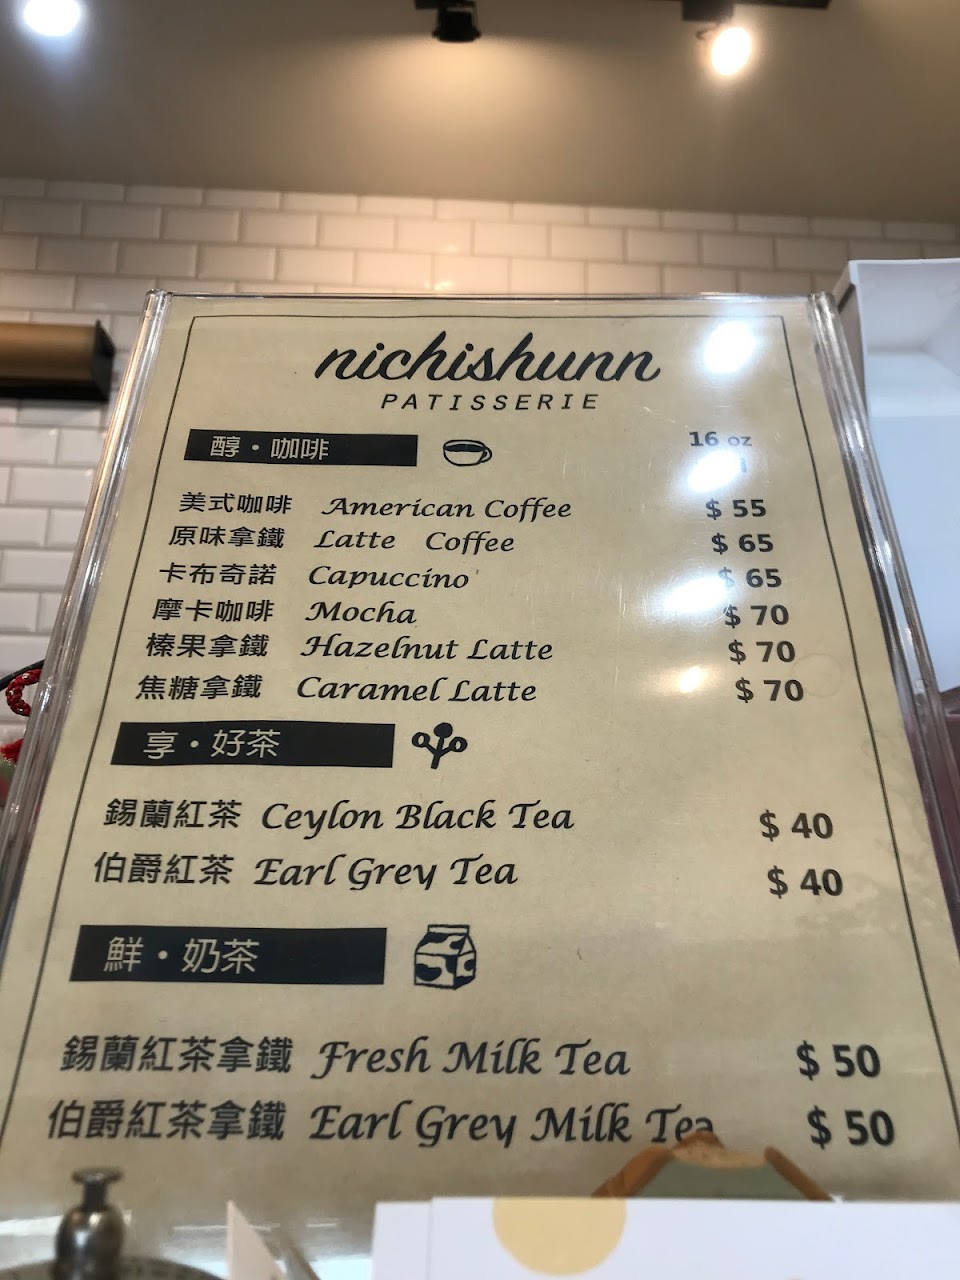 nichishunn
PATISSERIE
醇・咖啡
16 oz
美式咖啡 American Coffee $ 55
原味拿鐵 Latte Coffee $ 65
卡布奇諾 Capuccino $ 65
摩卡咖啡 Mocha $ 70
榛果拿鐵 Hazelnut Latte $ 70
焦糖拿鐵 Caramel Latte $ 70
享・好茶
錫蘭紅茶 Ceylon Black Tea $ 40
伯爵紅茶 Earl Grey Tea $ 40
鮮・奶茶
錫蘭紅茶拿鐵 Fresh Milk Tea $ 50
伯爵紅茶拿鐵 Earl Grey Milk Tea $ 50